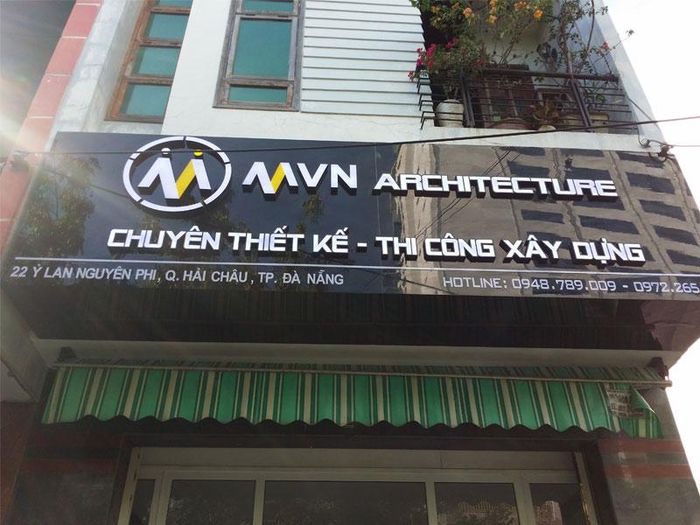 MVN ARCHITECTURE
CHUYÊN THIẾT KẾ - THI CÔNG XÂY DỰNG
22 Ỷ LAN NGUYÊN PHI, Q. HẢI CHÂU, TP. ĐÀ NẴNG
HOTLINE: 0948.789.009 - 0972.265